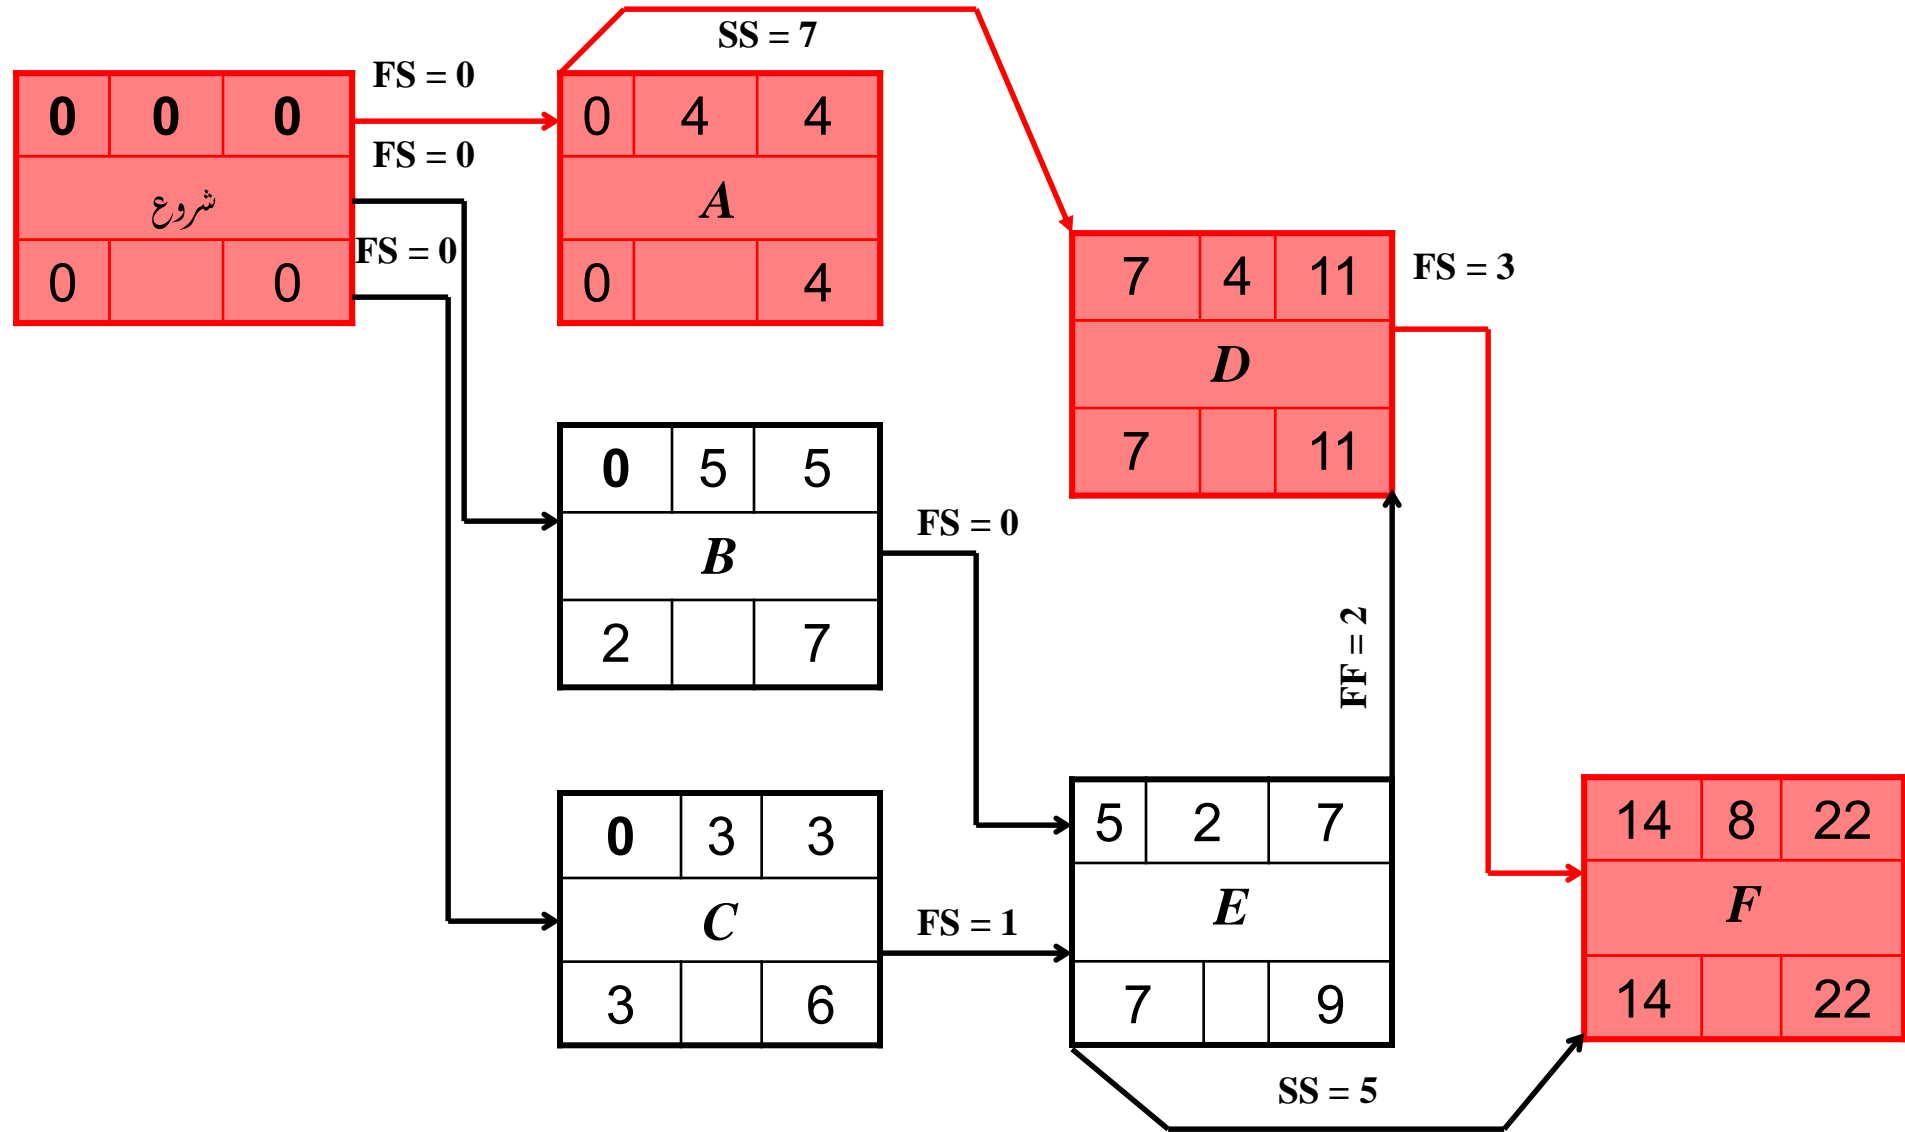 SS = 7
FS = 0
0 0 0
شروع
0 0
FS = 0
FS = 0
0 4 4
A
0 4
7 4 11
D
7 11
FS = 3
0 5 5
B
2 7
FS = 0
FF = 2
0 3 3
C
3 6
FS = 1
5 2 7
E
7 9
14 8 22
F
14 22
SS = 5